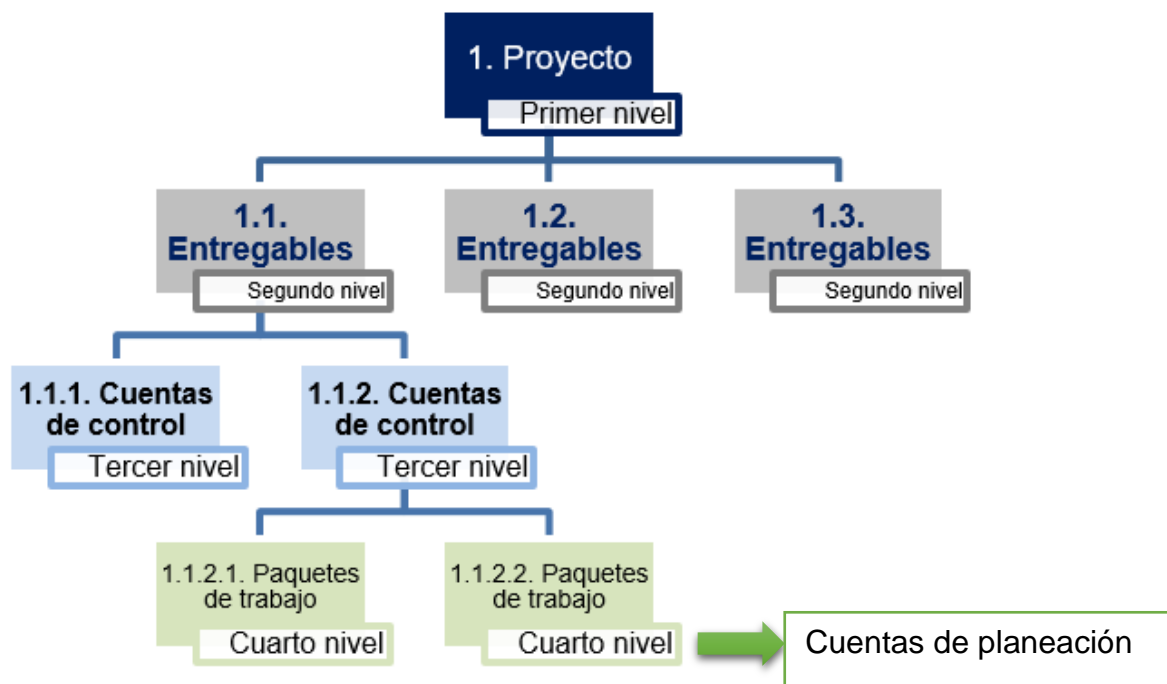 1. Proyecto
Primer nivel
1.1.
Entregables
Segundo nivel
1.2.
Entregables
Segundo nivel
1.3.
Entregables
Segundo nivel
1.1.1. Cuentas
de control
Tercer nivel
1.1.2. Cuentas
de control
Tercer nivel
1.1.2.1. Paquetes
de trabajo
Cuarto nivel
1.1.2.2. Paquetes
de trabajo
Cuarto nivel
Cuentas de planeación